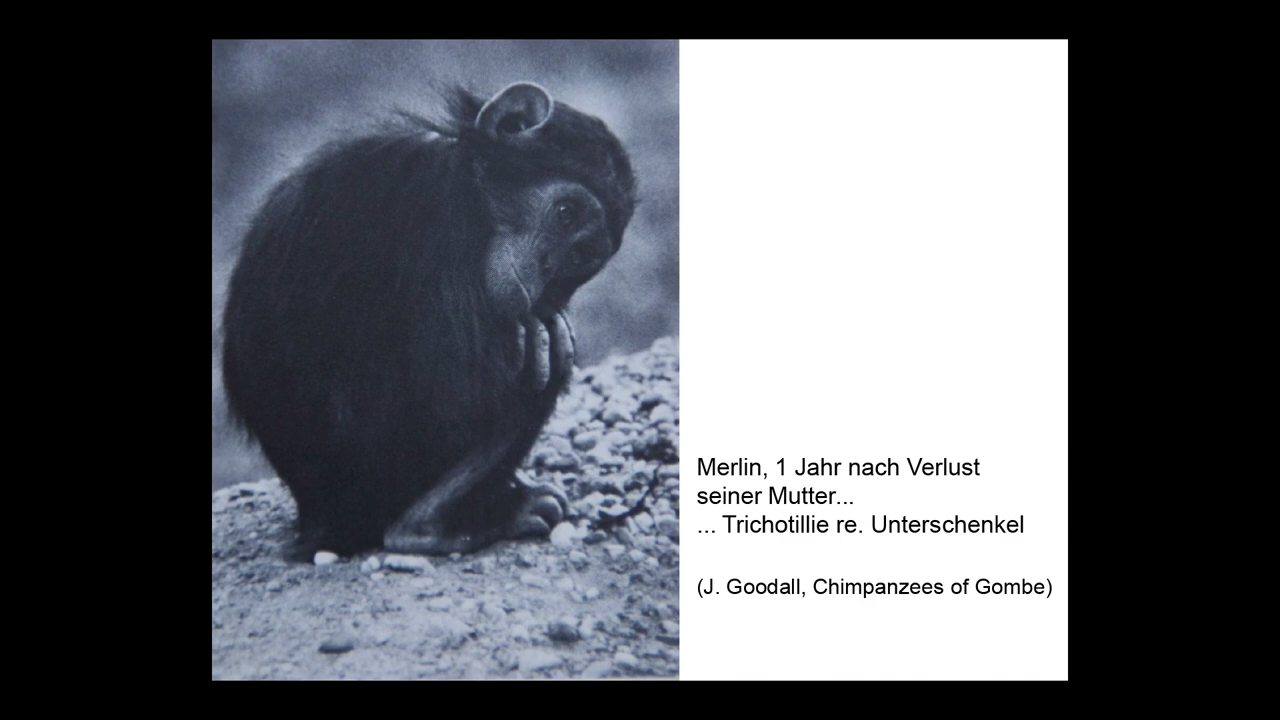 Merlin, 1 Jahr nach Verlust
seiner Mutter...
... Trichotillie re. Unterschenkel
(J. Goodall, Chimpanzees of Gombe)